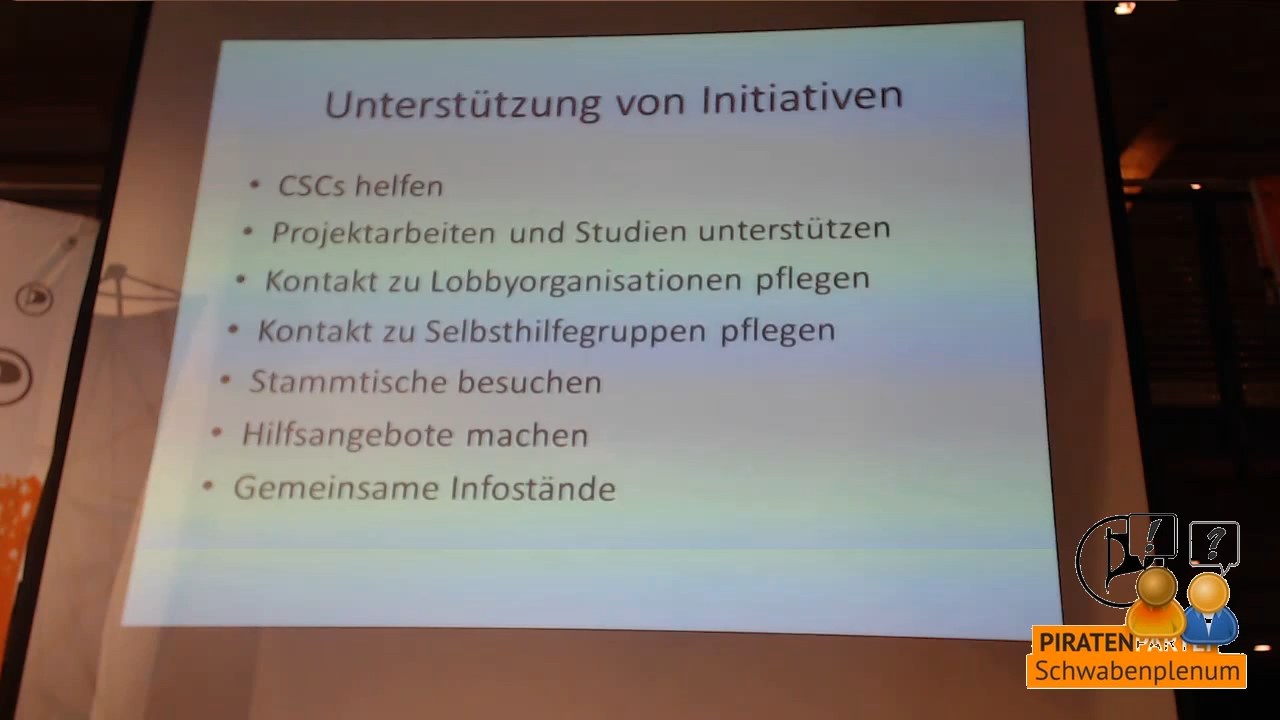 Unterstützung von Initiativen
• CSCs helfen
• Projektarbeiten und Studien unterstützen
• Kontakt zu Lobbyorganisationen pflegen
• Kontakt zu Selbsthilfegruppen pflegen
• Stammtische besuchen
• Hilfsangebote machen
• Gemeinsame Infostände
! ?
PIRATENPARTEI
Schwabenplenum